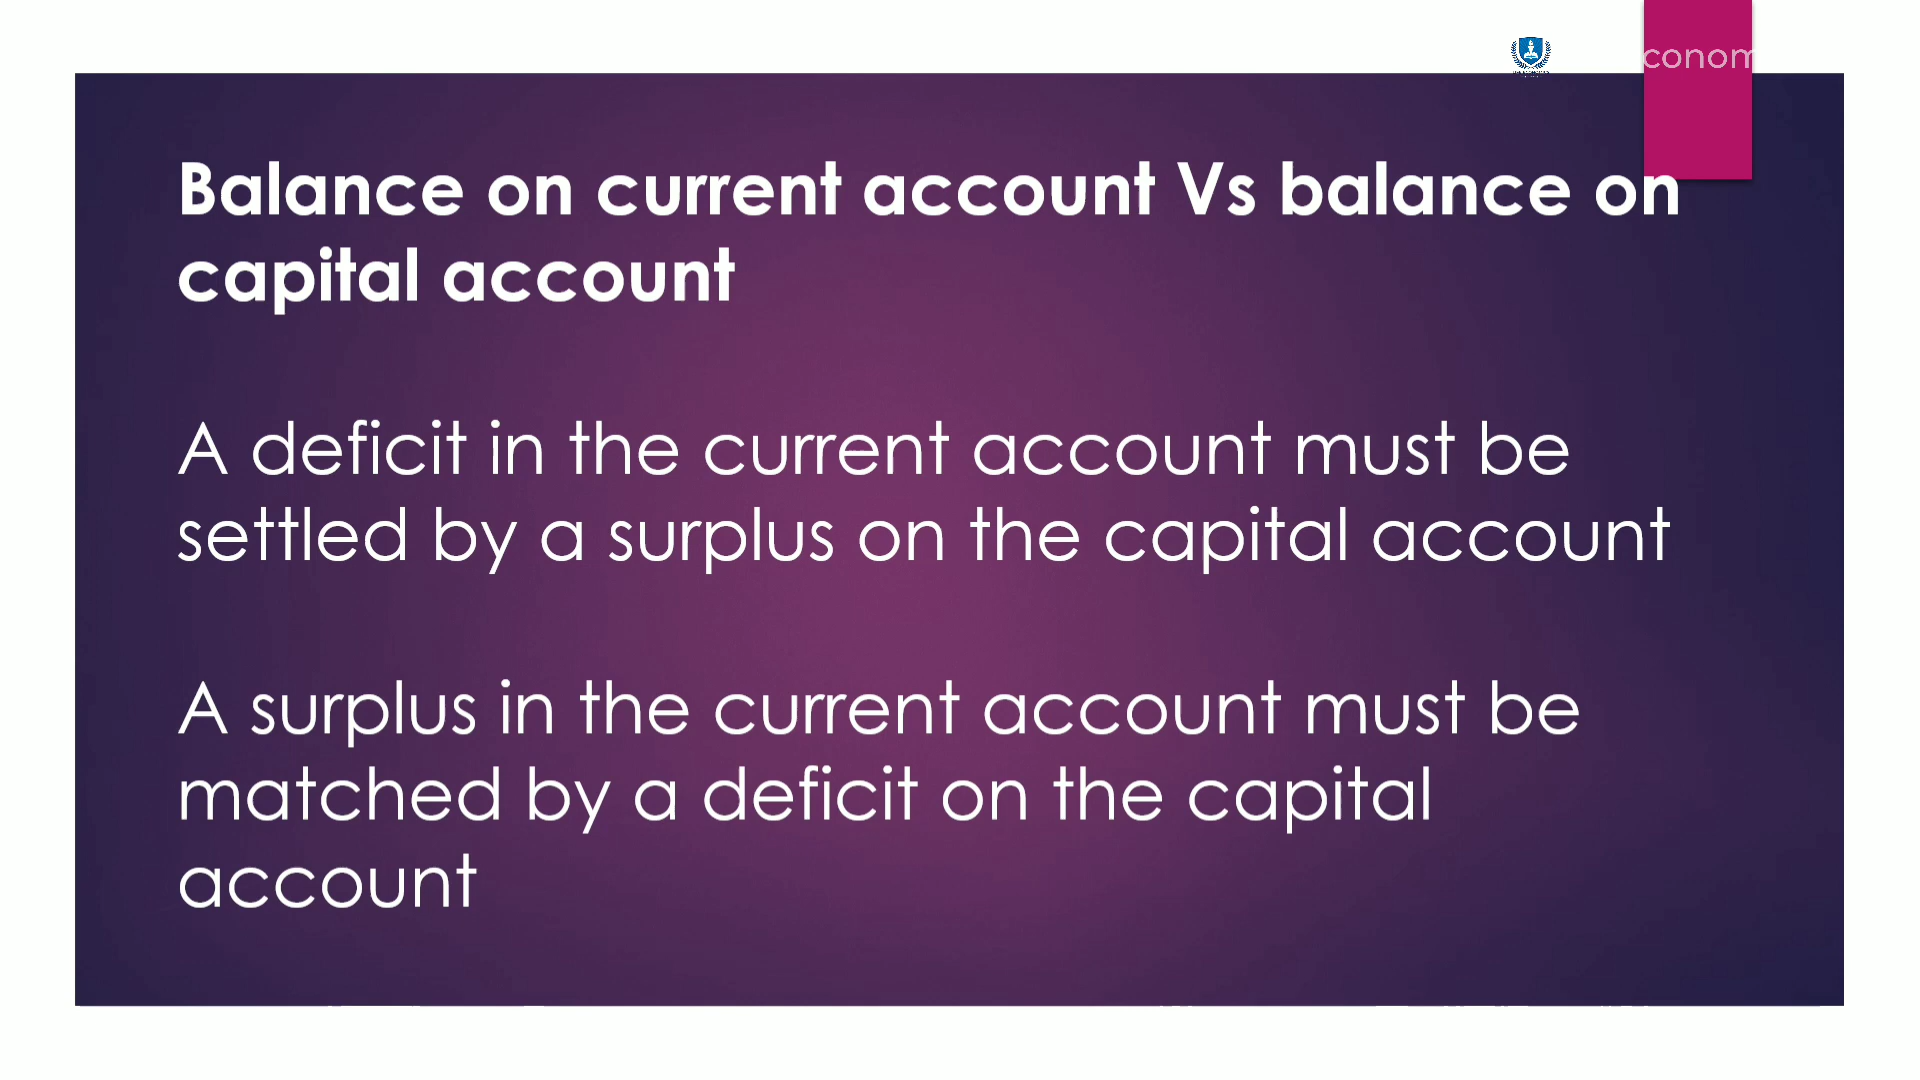 conom
Balance on current account Vs balance on
capital account
A deficit in the current account must be
settled by a surplus on the capital account
A surplus in the current account must be
matched by a deficit on the capital
account